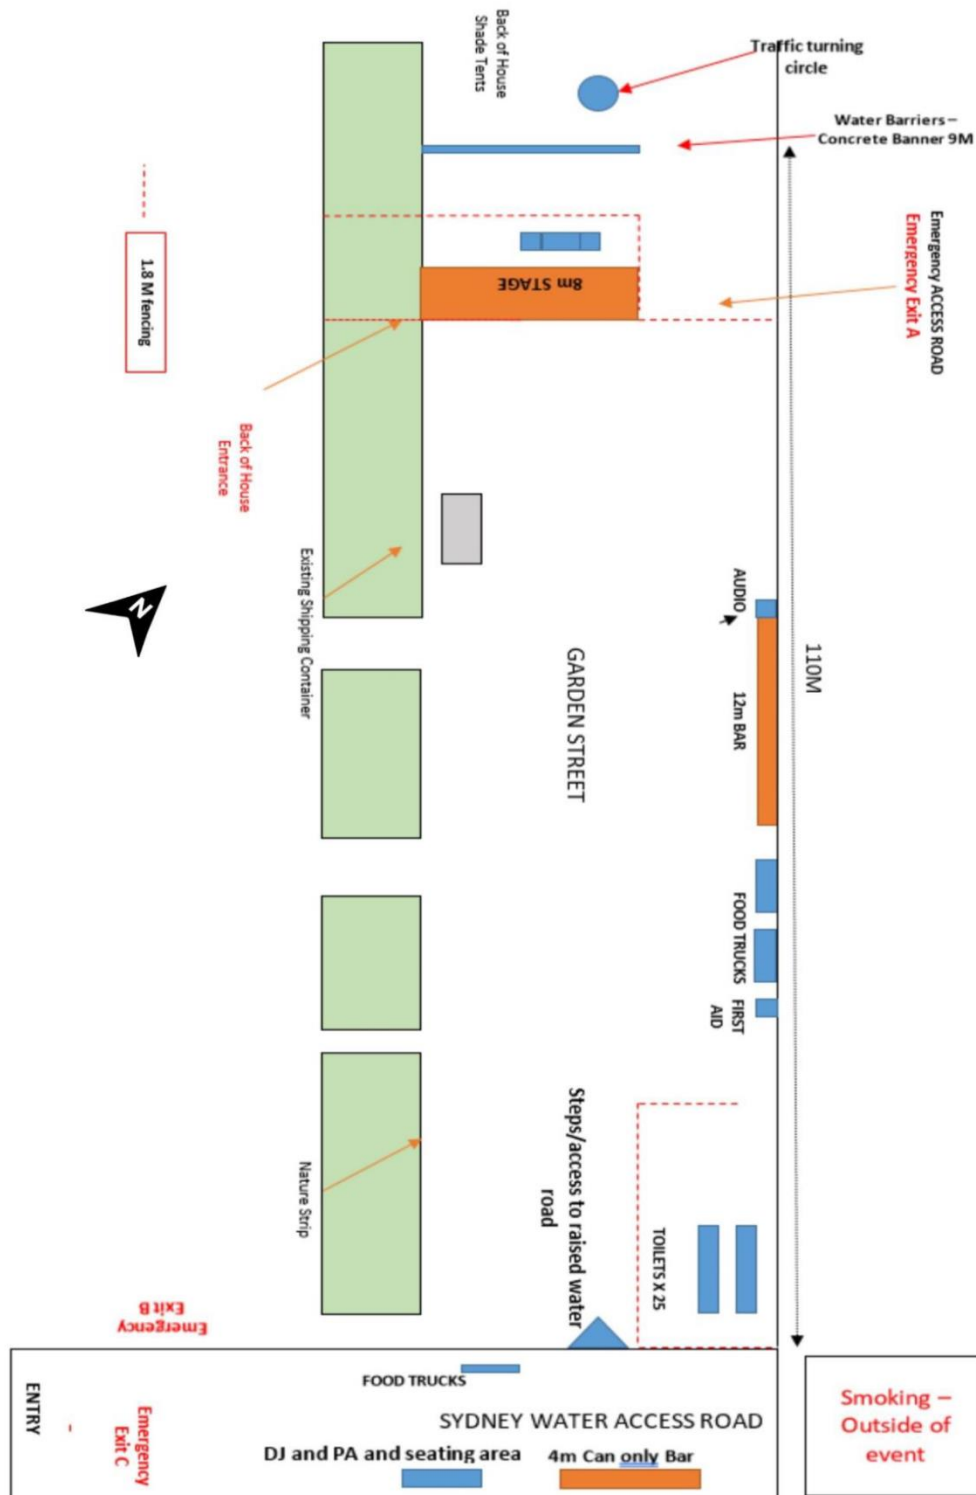 Back of House
Shade Tents
Traffic turning
circle
Water Barriers –
Concrete Banner 9M
Emergency ACCESS ROAD
Emergency Exit A
1.8 M fencing
8m STAGE
Back of House
Entrance
Existing Shipping Container
N
AUDIO
GARDEN STREET
12m BAR
110M
FOOD TRUCKS
FIRST
AID
Nature Strip
Steps/access to raised water
road
TOILETS X 25
Emergency
Exit B
ENTRY
-
Emergency
Exit C
FOOD TRUCKS
SYDNEY WATER ACCESS ROAD
DJ and PA and seating area
4m Can only Bar
Smoking –
Outside of
event